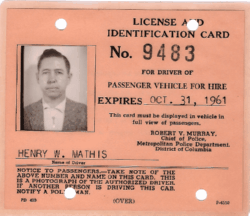 LICENSE AND
IDENTIFICATION CARD
No. 9483
FOR DRIVER OF
PASSENGER VEHICLE FOR HIRE
EXPIRES OCT. 31, 1961
This card must be displayed in vehicle in
full view of passengers.
ROBERT V. MURRAY,
Chief of Police,
Metropolitan Police Department,
District of Columbia
HENRY W. MATHIS
Name of Driver
NOTICE TO PASSENGERS—TAKE NOTE OF THE
ABOVE NUMBER AND NAME ON THIS CARD. THIS
IS A PHOTOGRAPH OF THE AUTHORIZED DRIVER.
IF ANOTHER PERSON IS DRIVING THIS CAR.
NOTIFY A POLICEMAN.
(OVER)